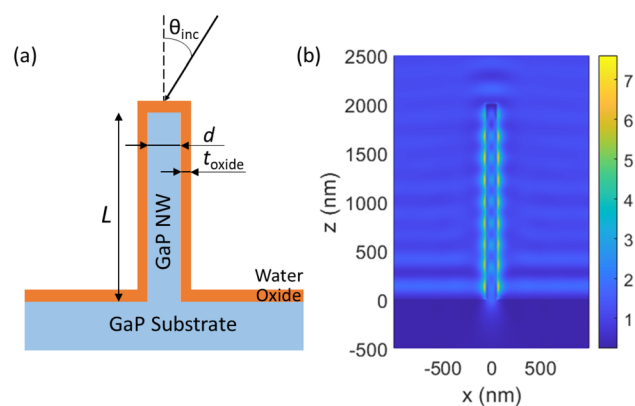 (a)
θinc
d
toxide
L
GaP NW
Water
Oxide
GaP Substrate
(b)
2500
2000
1500
1000
500
0
-500
z (nm)
-500 0 500
x (nm)
7
6
5
4
3
2
1